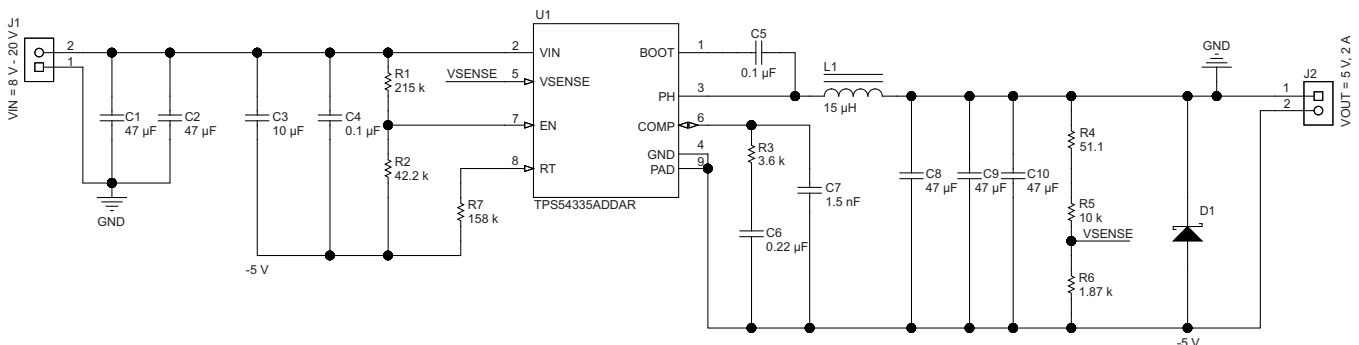 J1
VIN = 8 V - 20 V
2
1
C1
47 µF
C2
47 µF
GND
C3
10 µF
C4
0.1 µF
R1
215 k
R2
42.2 k
-5 V
VSENSE
R7
158 k
U1
2
5
7
8
VIN
VSENSE
EN
RT
BOOT
PH
COMP
GND
PAD
TPS54335ADDAR
1
3
6
4
9
C5
0.1 µF
R3
3.6 k
C6
0.22 µF
C7
1.5 nF
L1
15 µH
C8
47 µF
C9
47 µF
C10
47 µF
R4
51.1
R5
10 k
VSENSE
R6
1.87 k
D1
-5 V
GND
J2
1
2
VOUT = 5 V, 2 A